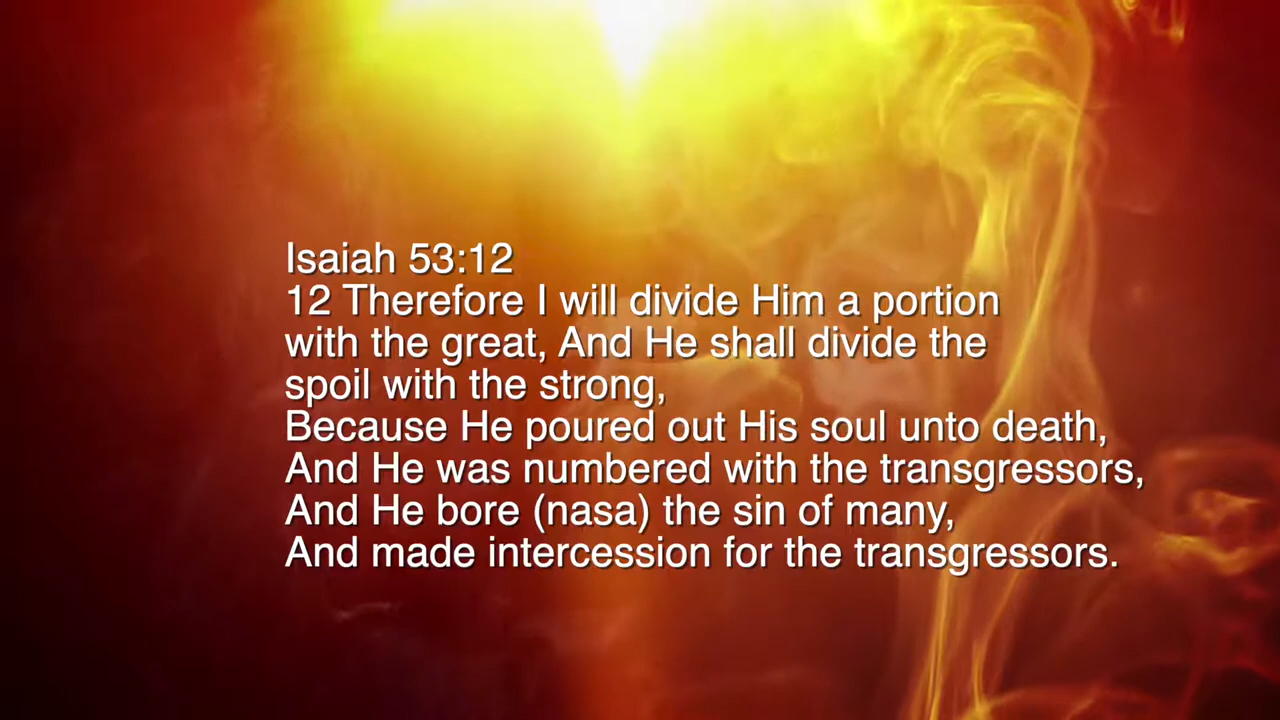 Isaiah 53:12
12 Therefore I will divide Him a portion
with the great, And He shall divide the
spoil with the strong,
Because He poured out His soul unto death,
And He was numbered with the transgressors,
And He bore (nasa) the sin of many,
And made intercession for the transgressors.